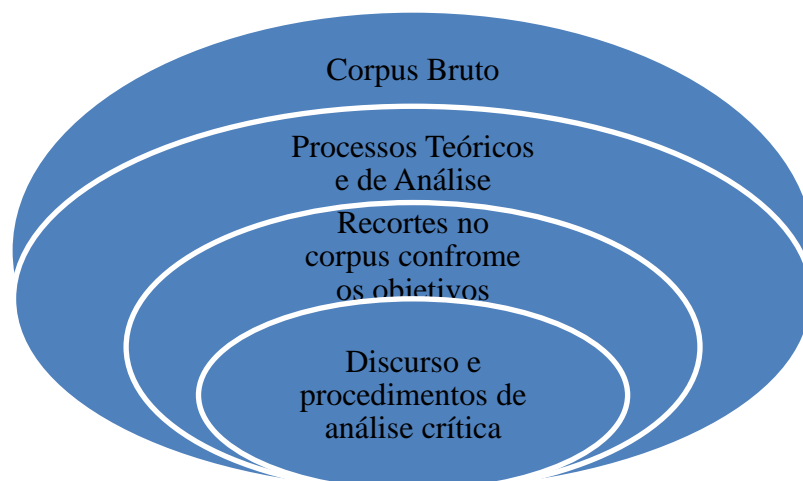 Corpus Bruto
Processos Teóricos
e de Análise
Recortes no
corpus confrome
os objetivos
Discurso e
procedimentos de
análise crítica